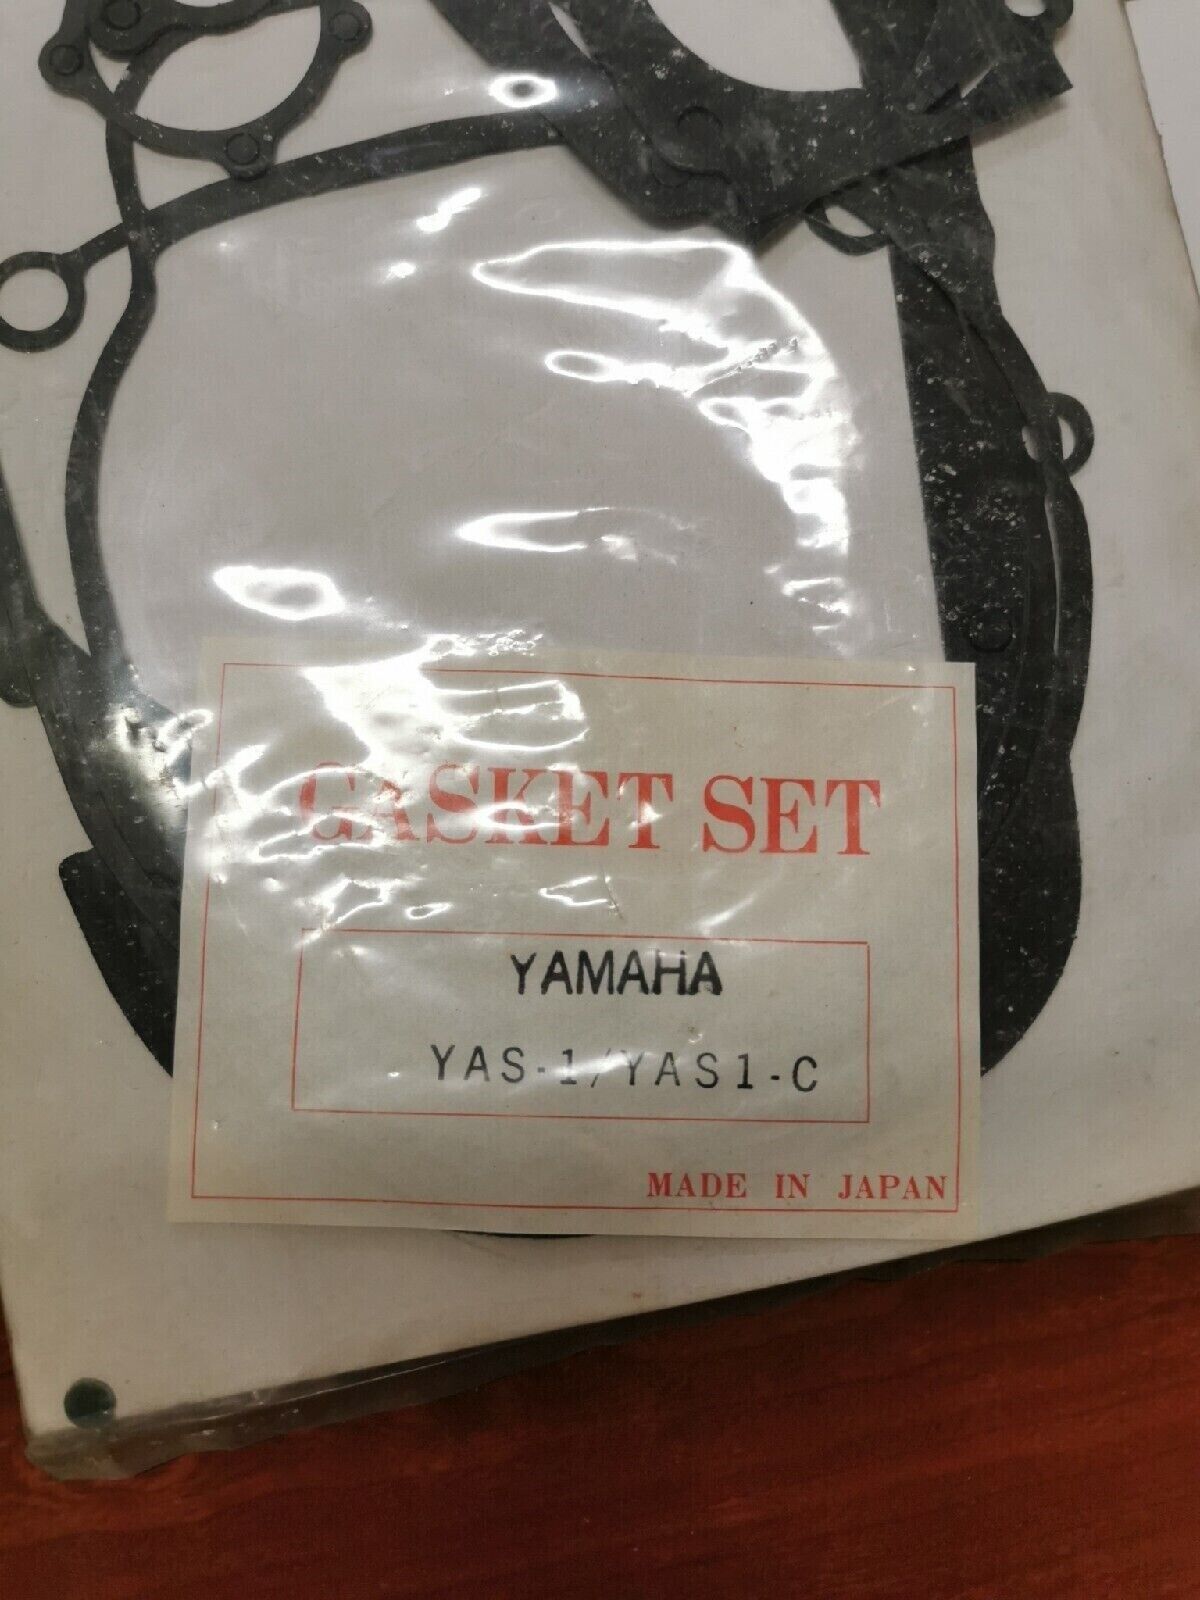 GASKET SET
YAMAHA
YAS-1/YAS1-C
MADE IN JAPAN